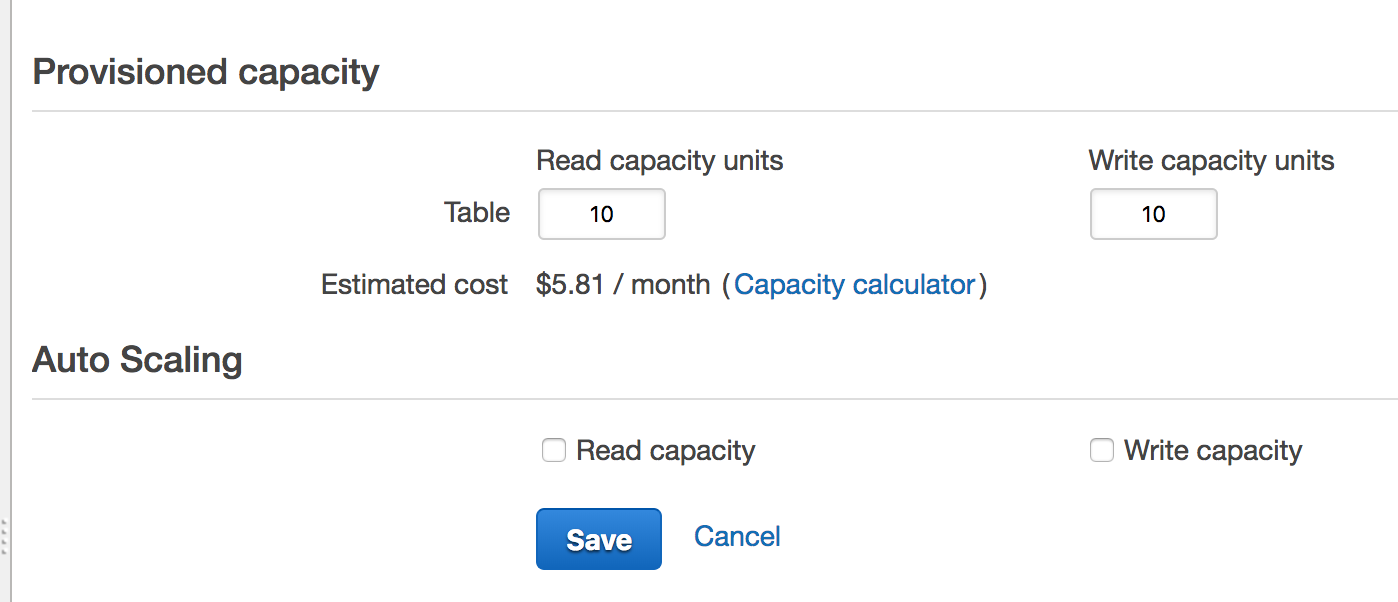 Provisioned capacity
Read capacity units Write capacity units
Table 10 10
Estimated cost $5.81 / month (Capacity calculator)
Auto Scaling
Read capacity Write capacity
Save Cancel